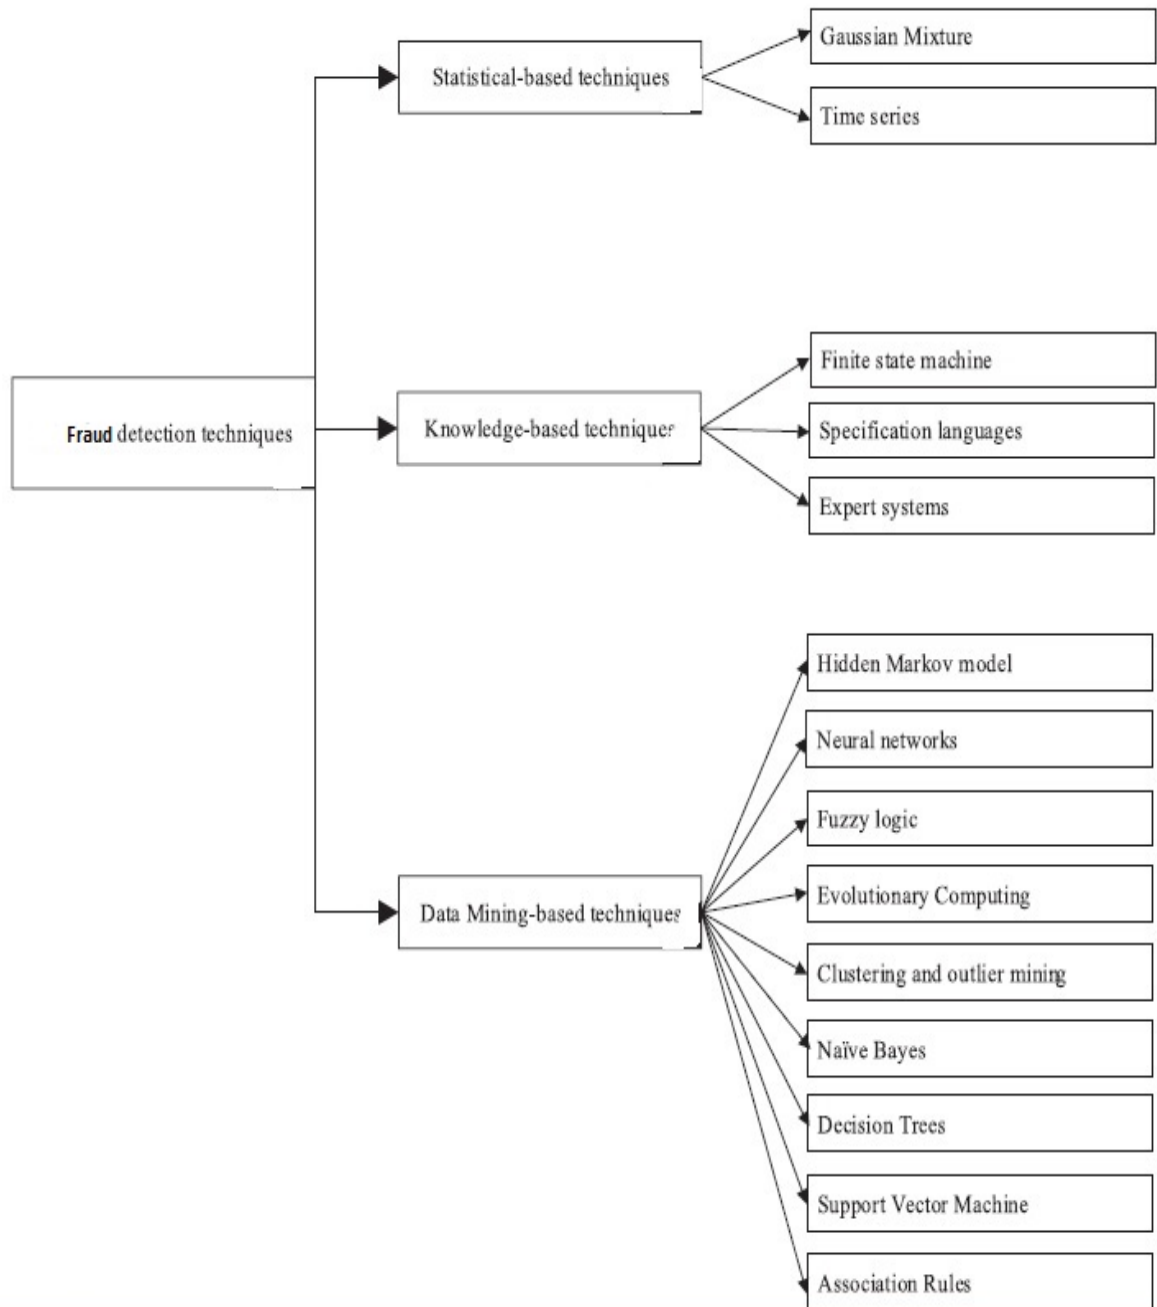 Fraud detection techniques
Statistical-based techniques
Gaussian Mixture
Time series
Knowledge-based techniques
Finite state machine
Specification languages
Expert systems
Data Mining-based techniques
Hidden Markov model
Neural networks
Fuzzy logic
Evolutionary Computing
Clustering and outlier mining
Naïve Bayes
Decision Trees
Support Vector Machine
Association Rules